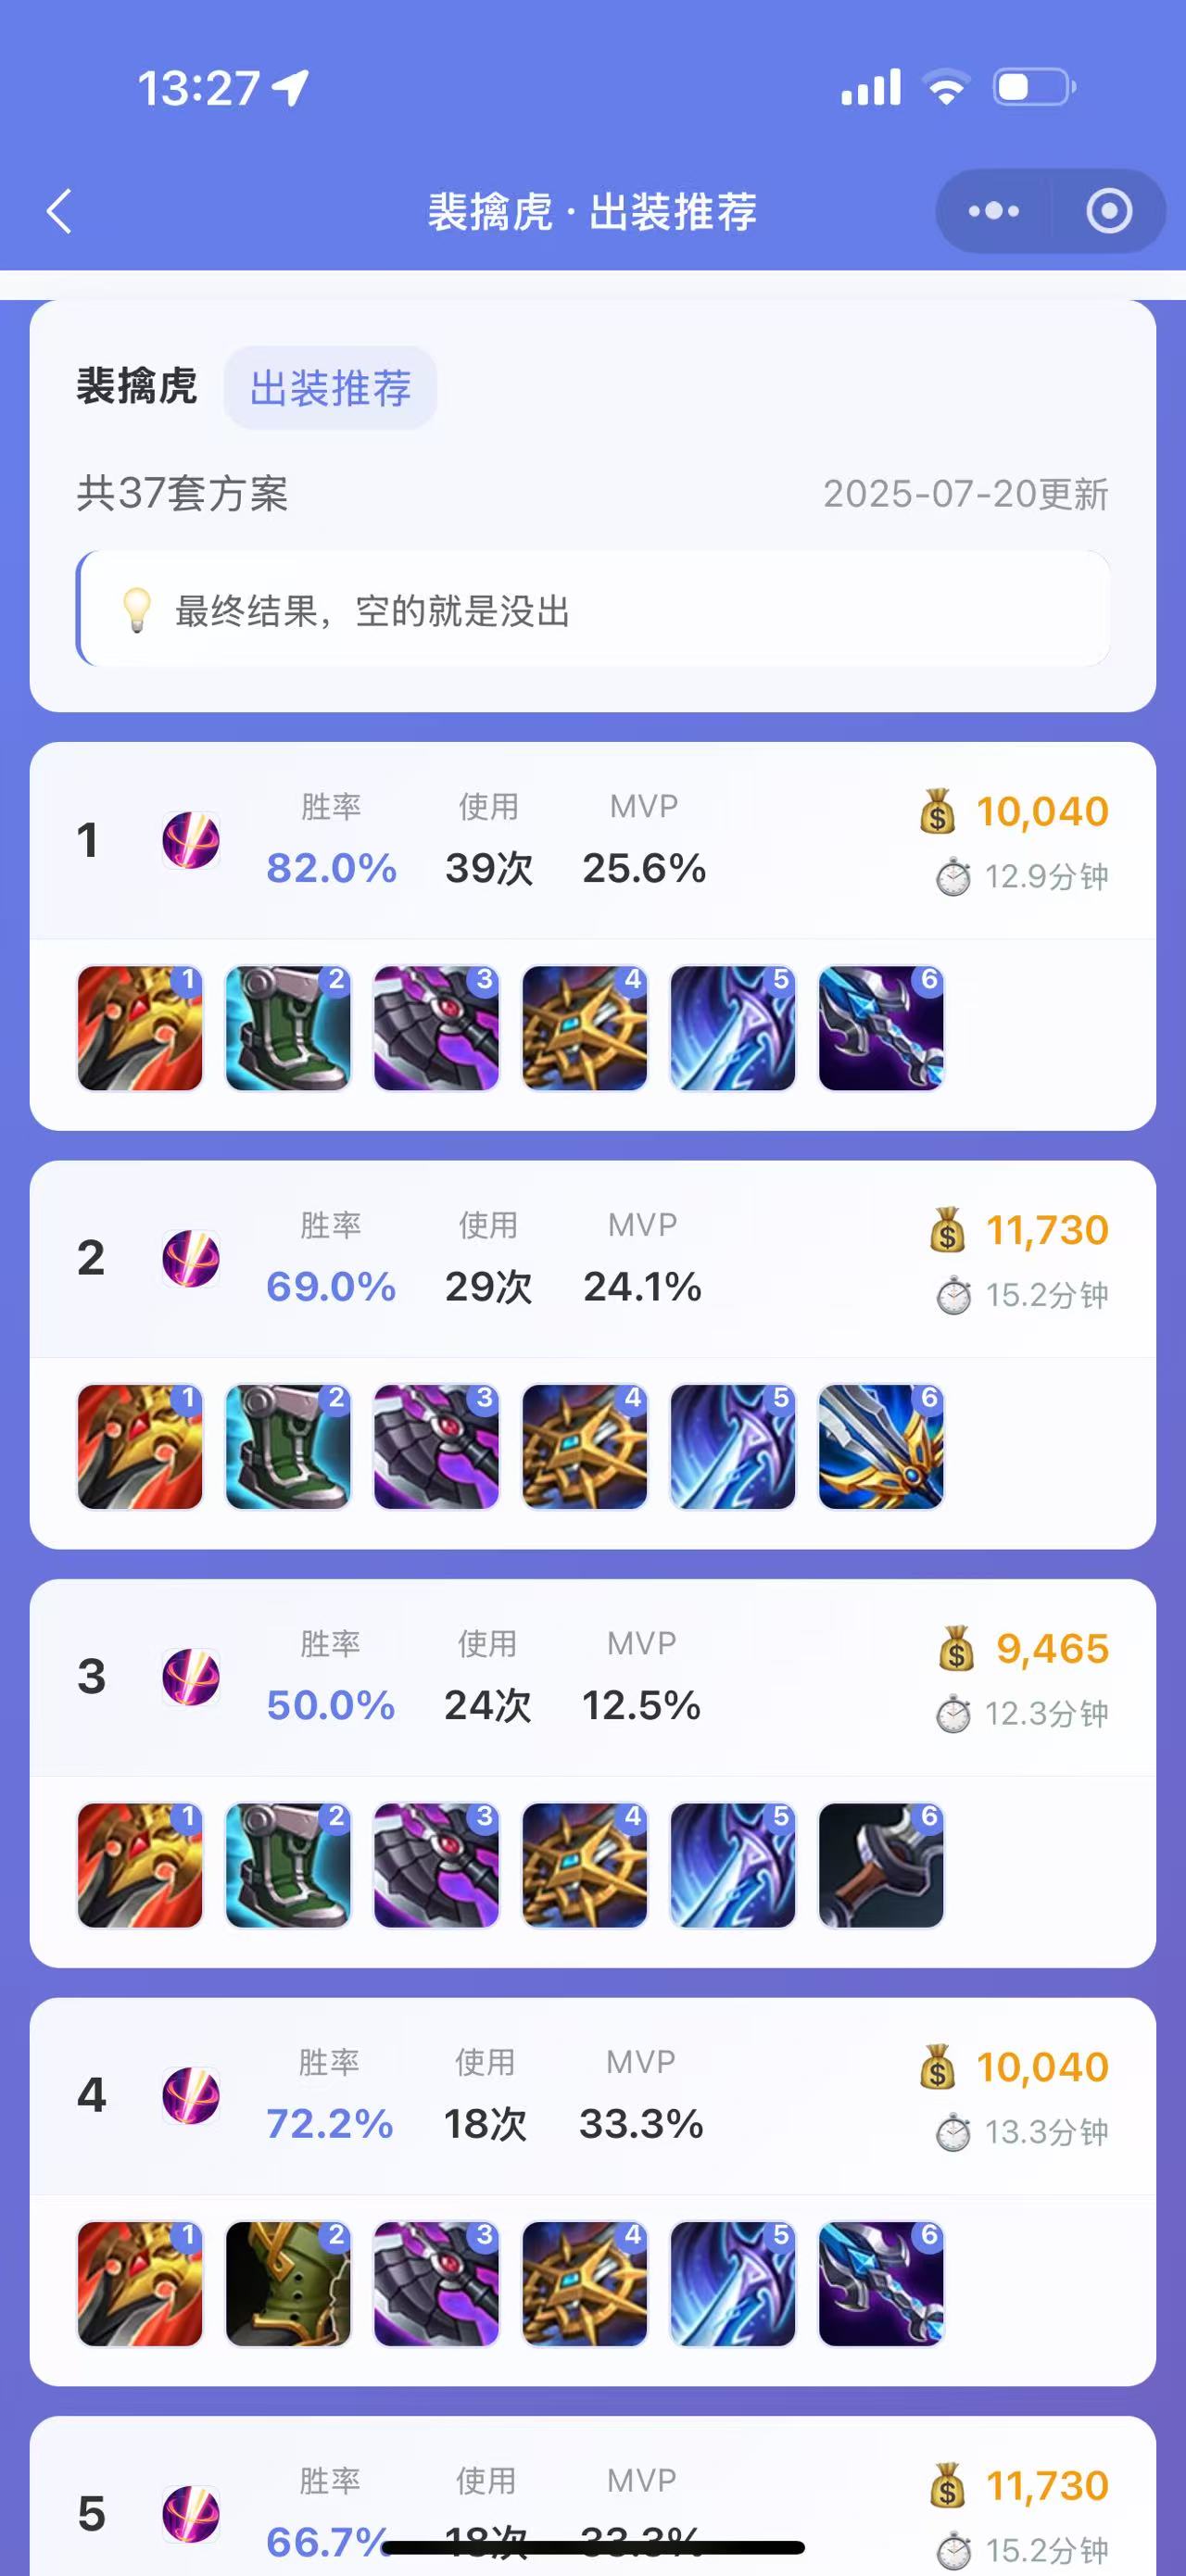 13:27
裴擒虎 · 出装推荐
裴擒虎 出装推荐
共37套方案 2025-07-20更新
最终结果，空的就是没出
1 胜率 使用 MVP 10,040
82.0% 39次 25.6% 12.9分钟
1 2 3 4 5 6
2 胜率 使用 MVP 11,730
69.0% 29次 24.1% 15.2分钟
1 2 3 4 5 6
3 胜率 使用 MVP 9,465
50.0% 24次 12.5% 12.3分钟
1 2 3 4 5 6
4 胜率 使用 MVP 10,040
72.2% 18次 33.3% 13.3分钟
1 2 3 4 5 6
5 胜率 使用 MVP 11,730
66.7% 18次 33.3% 15.2分钟